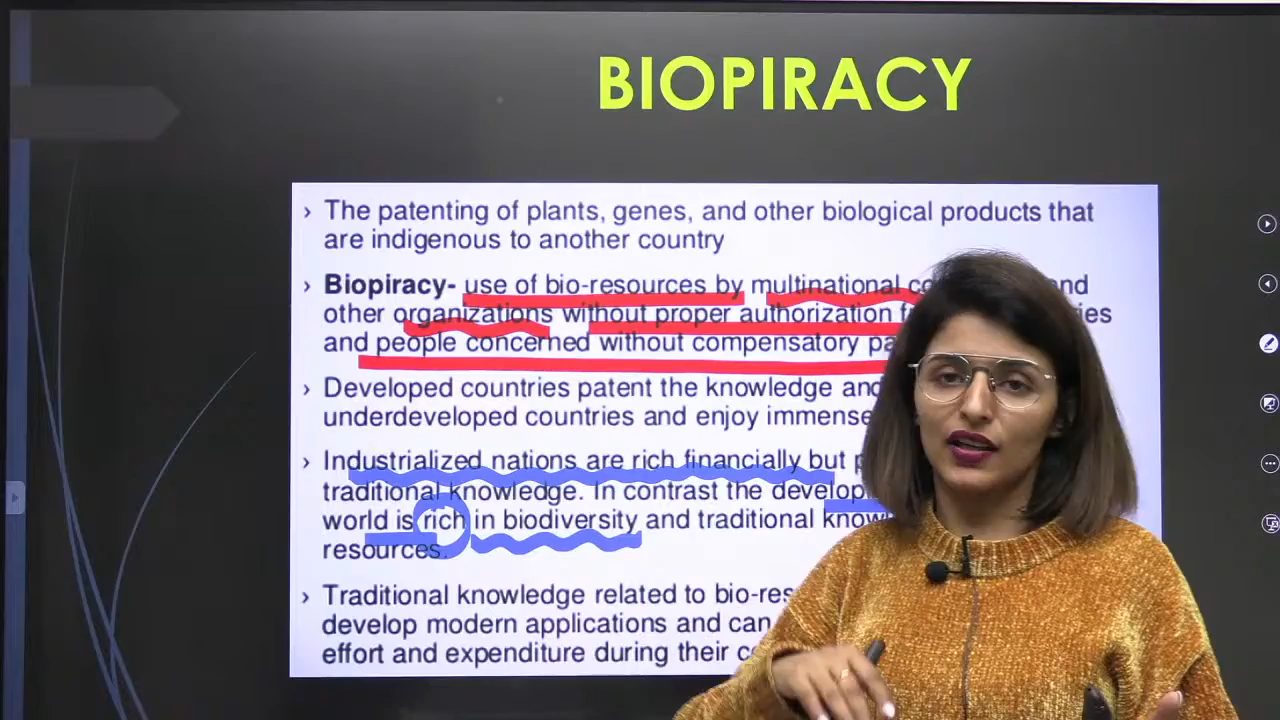 BIOPIRACY
› The patenting of plants, genes, and other biological products that
are indigenous to another country
› Biopiracy- use of bio-resources by multinational and
other organizations without proper authorization
and people concerned without compensatory
› Developed countries patent the knowledge
underdeveloped countries and enjoy immense
› Industrialized nations are rich financially but
traditional knowledge. In contrast the
world is rich in biodiversity and traditional
resources.
› Traditional knowledge related to
develop modern applications and can
effort and expenditure during their